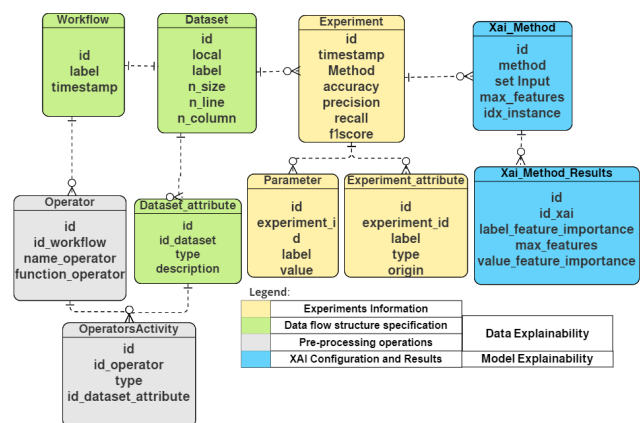 Workflow
id
label
timestamp
Dataset
id
local
label
n_size
n_line
n_column
Experiment
id
timestamp
Method
accuracy
precision
recall
f1score
Xai_Method
id
method
set Input
max_features
idx_instance
Operator
id
id_workflow
name_operator
function_operator
Dataset_attribute
id
id_dataset
type
description
Parameter
id
experiment_i
d
label
value
Experiment_attribute
id
experiment_id
label
type
origin
Xai_Method_Results
id
id_xai
label_feature_importance
max_features
value_feature_importance
OperatorsActivity
id
id_operator
type
id_dataset_attribute
Legend:
Experiments Information
Data flow structure specification
Pre-processing operations
XAI Configuration and Results
Data Explainability
Model Explainability